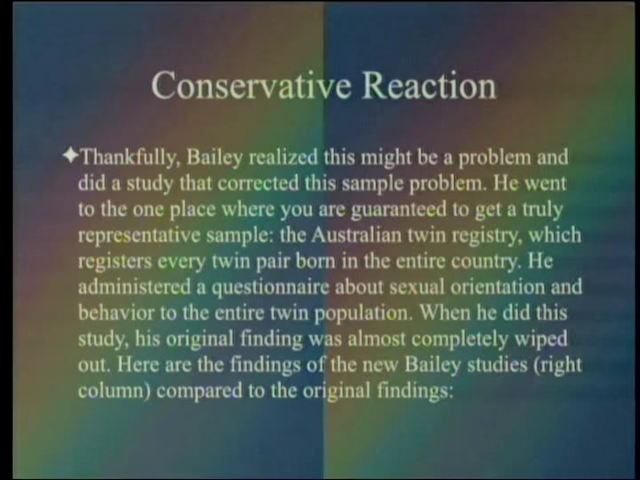 Conservative Reaction
✦Thankfully, Bailey realized this might be a problem and
did a study that corrected this sample problem. He went
to the one place where you are guaranteed to get a truly
representative sample: the Australian twin registry, which
registers every twin pair born in the entire country. He
administered a questionnaire about sexual orientation and
behavior to the entire twin population. When he did this
study, his original finding was almost completely wiped
out. Here are the findings of the new Bailey studies (right
column) compared to the original findings: